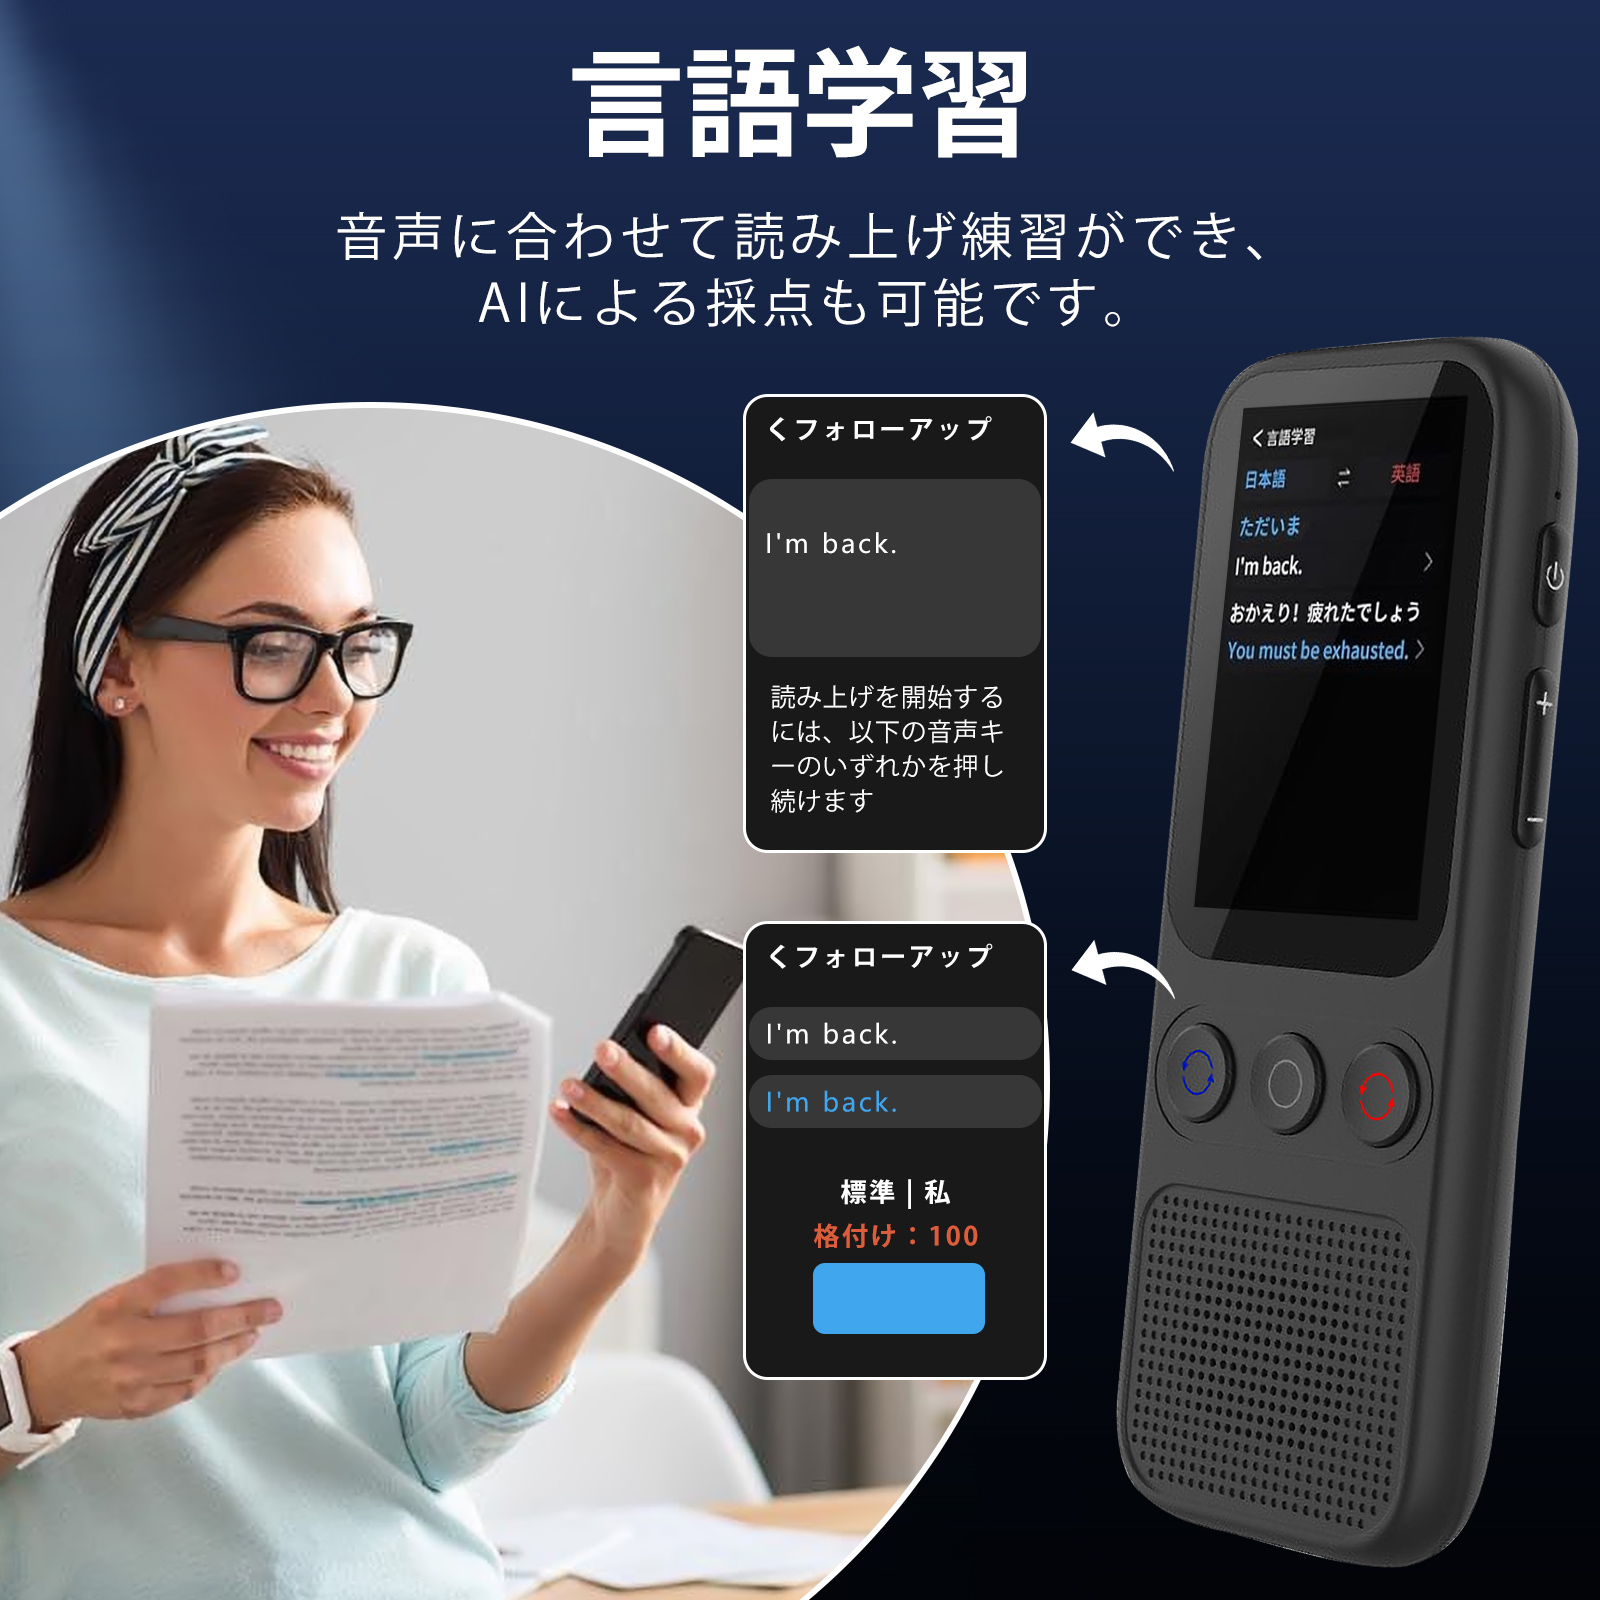 言語学習
音声に合わせて読み上げ練習ができ、
AIによる採点も可能です。
くフォローアップ
I'm back.
読み上げを開始する
には、以下の音声キ
ーのいずれかを押し
続けます
くフォローアップ
I'm back.
I'm back.
標準 | 私
格付け：100
言語学習
日本語 ⇌ 英語
ただいま
I'm back.
おかえり！疲れたでしょう
You must be exhausted.